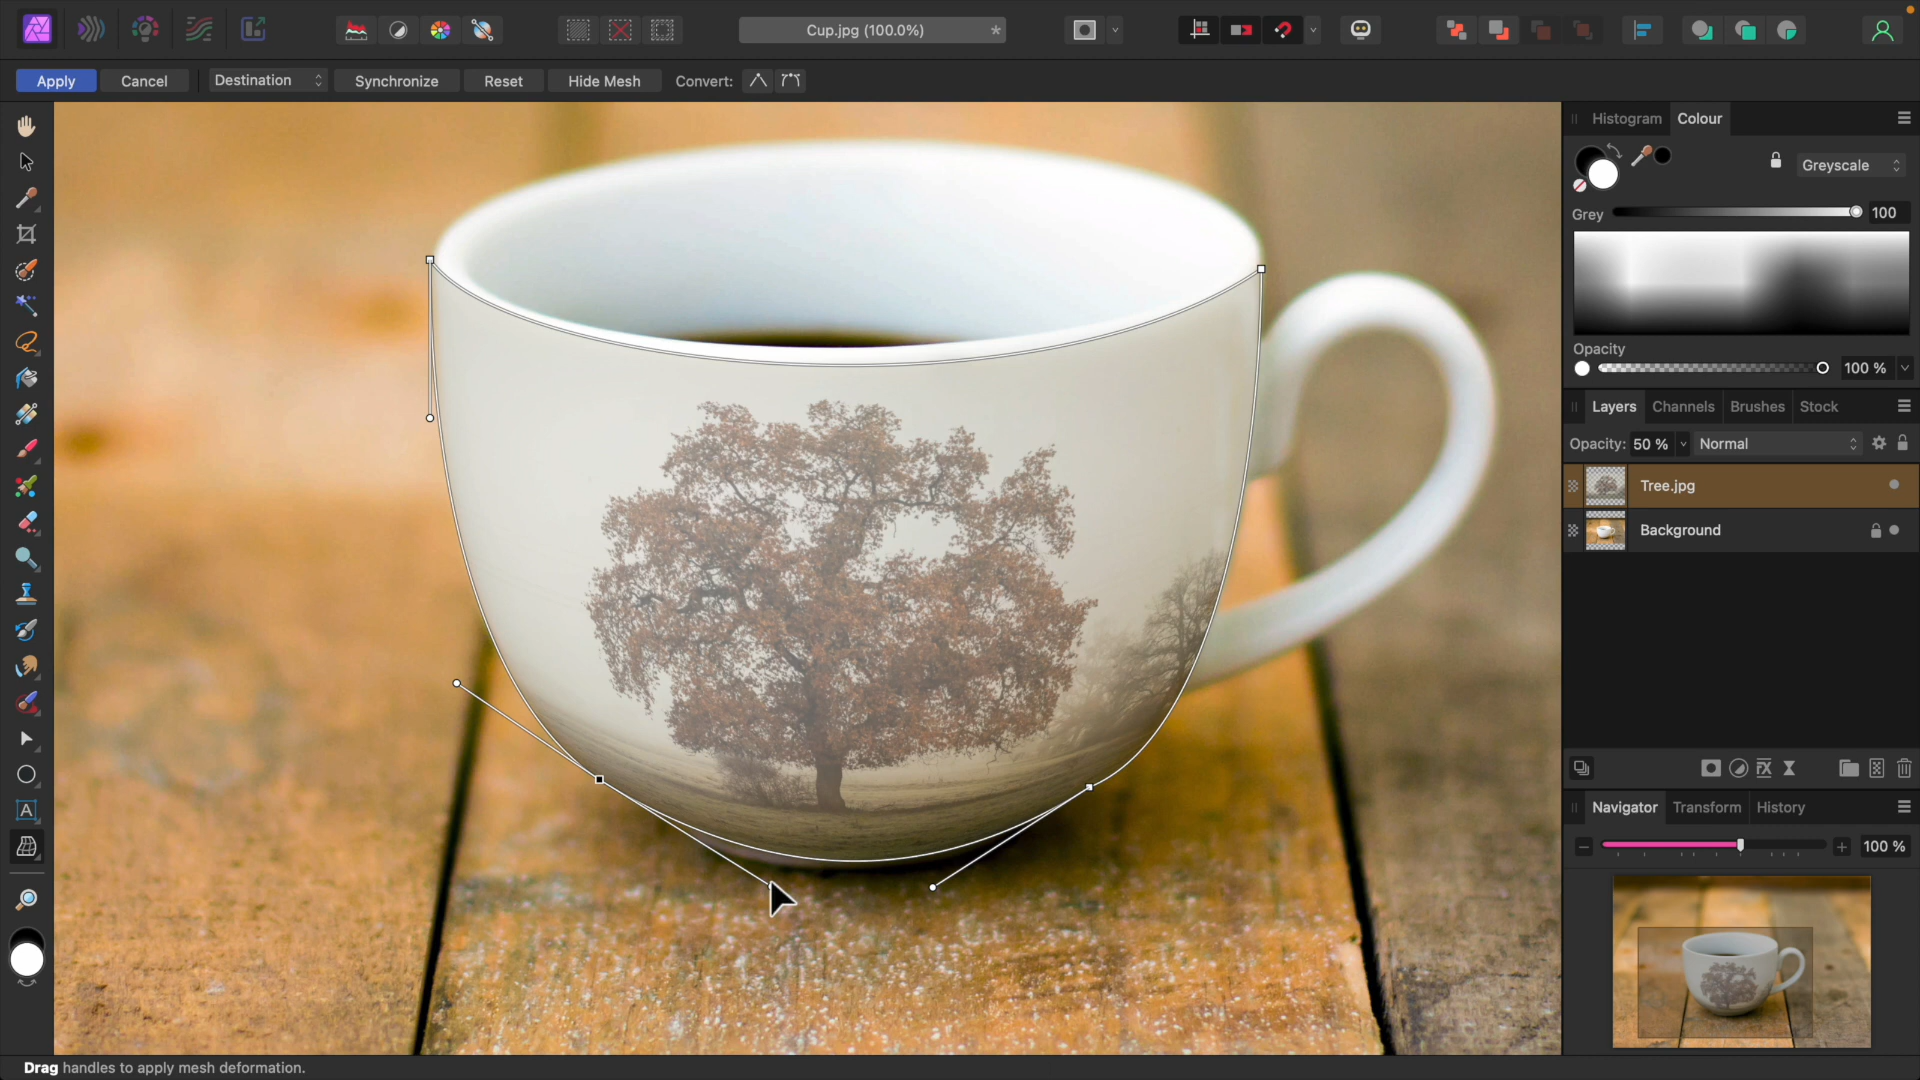 Cup.jpg (100.0%)
*
Apply
Cancel
Destination
Synchronize
Reset
Hide Mesh
Convert:
Histogram
Colour
Greyscale
Grey
100
Opacity
100 %
Layers
Channels
Brushes
Stock
Opacity:
50 %
Normal
Tree.jpg
Background
A
Navigator
Transform
History
100 %
Drag handles to apply mesh deformation.